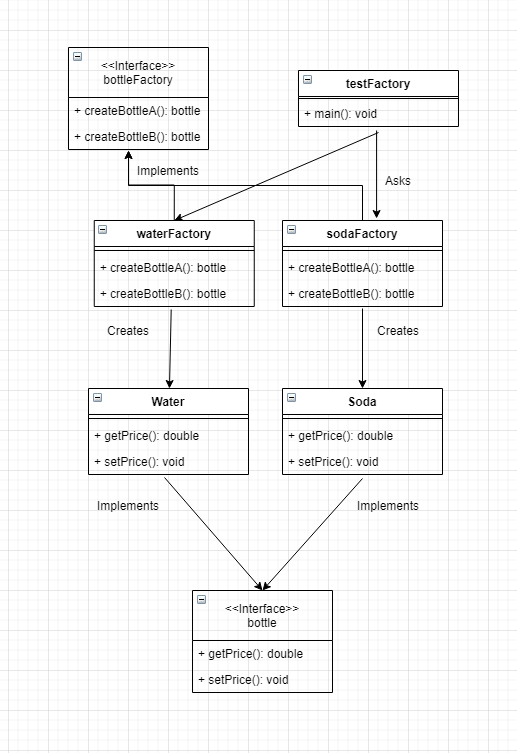 <<Interface>>
bottleFactory
+ createBottleA(): bottle
+ createBottleB(): bottle
testFactory
+ main(): void
Implements
Asks
waterFactory
+ createBottleA(): bottle
+ createBottleB(): bottle
sodaFactory
+ createBottleA(): bottle
+ createBottleB(): bottle
Creates
Creates
Water
+ getPrice(): double
+ setPrice(): void
Soda
+ getPrice(): double
+ setPrice(): void
Implements
Implements
<<Interface>>
bottle
+ getPrice(): double
+ setPrice(): void